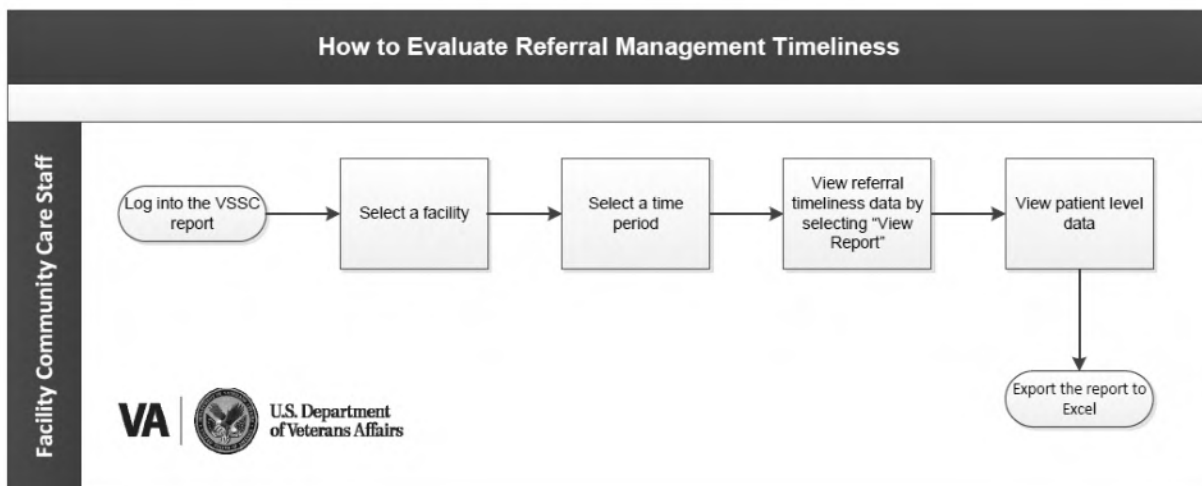 How to Evaluate Referral Management Timeliness
Facility Community Care Staff
Log into the VSSC
report
Select a facility
Select a time
period
View referral
timeliness data by
selecting “View
Report”
View patient level
data
Export the report to
Excel
VA
U.S. Department
of Veterans Affairs